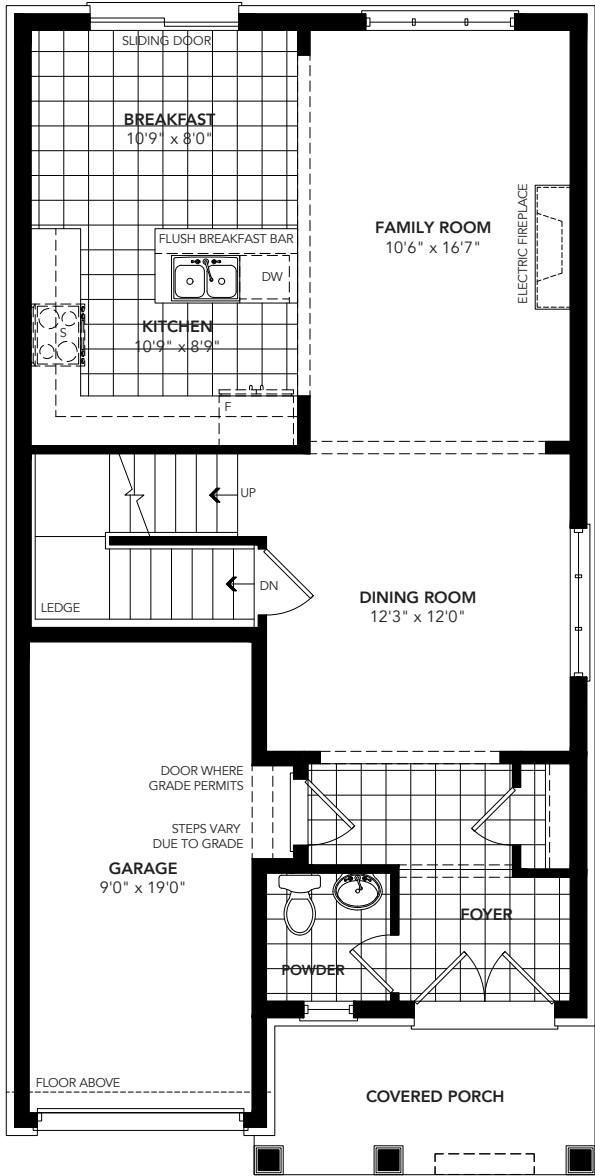 SLIDING DOOR
BREAKFAST
10'9" x 8'0"
FLUSH BREAKFAST BAR
DW
KITCHEN
10'9" x 8'9"
S
F
FAMILY ROOM
10'6" x 16'7"
ELECTRIC FIREPLACE
UP
DN
LEDGE
DINING ROOM
12'3" x 12'0"
DOOR WHERE
GRADE PERMITS
STEPS VARY
DUE TO GRADE
GARAGE
9'0" x 19'0"
FOYER
POWDER
FLOOR ABOVE
COVERED PORCH